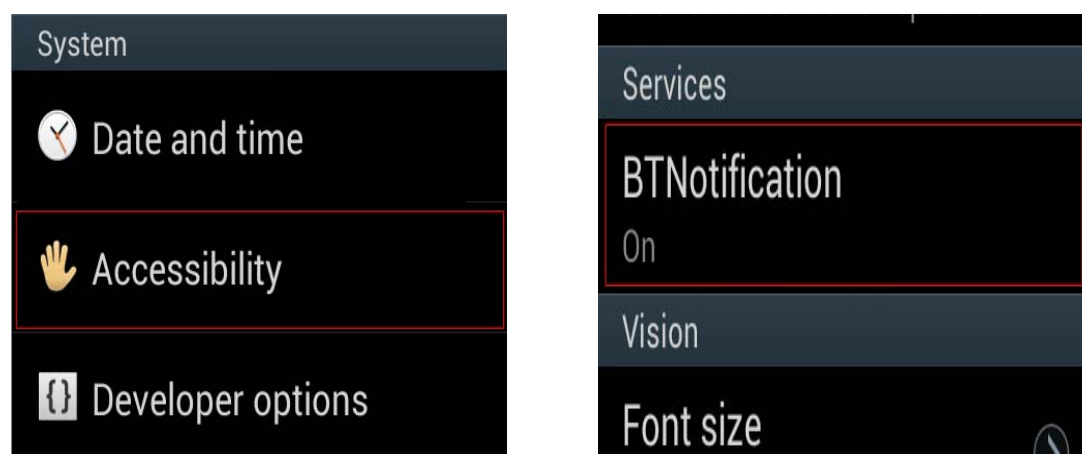 System
Date and time
Accessibility
Developer options
Services
BTNotification
On
Vision
Font size